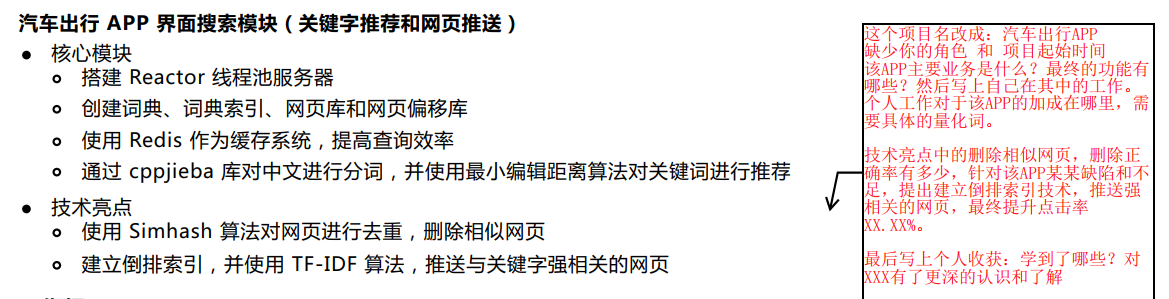 汽车出行 APP 界面搜索模块（关键字推荐和网页推送）
● 核心模块
搭建 Reactor 线程池服务器
创建词典、词典索引、网页库和网页偏移库
使用 Redis 作为缓存系统，提高查询效率
通过 cppjieba 库对中文进行分词，并使用最小编辑距离算法对关键词进行推荐
● 技术亮点
使用 Simhash 算法对网页进行去重，删除相似网页
建立倒排索引，并使用 TF-IDF 算法，推送与关键字强相关的网页
这个项目名改成：汽车出行APP
缺少你的角色 和 项目起始时间
该APP主要业务是什么？最终的功能有
哪些？然后写上自己在其中的工作。
个人工作对于该APP的加成在哪里，需
要具体的量化词。
技术亮点中的删除相似网页，删除正
确率有多少，针对该APP某某缺陷和不
足，提出建立倒排索引技术，推送强
相关的网页，最终提升点击率
XX.XX%。
最后写上个人收获：学到了哪些？对
XXX有了更深的认识和了解